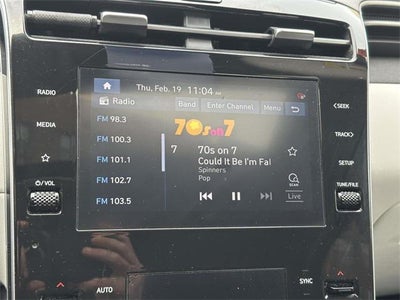 Thu, Feb. 19 11:04 AM
RADIO
Radio
Band
Enter Channel
Menu
SEEK
FM 98.3
70s on 7
MEDIA
FM 100.3
TRACK
7
70s on 7
FM 101.1
Could It Be I'm Fal
SETUP
Spinners
FM 102.7
Pop
SCAN
VOL
TUNE/FILE
FM 103.5
Live
AUTO
SYNC